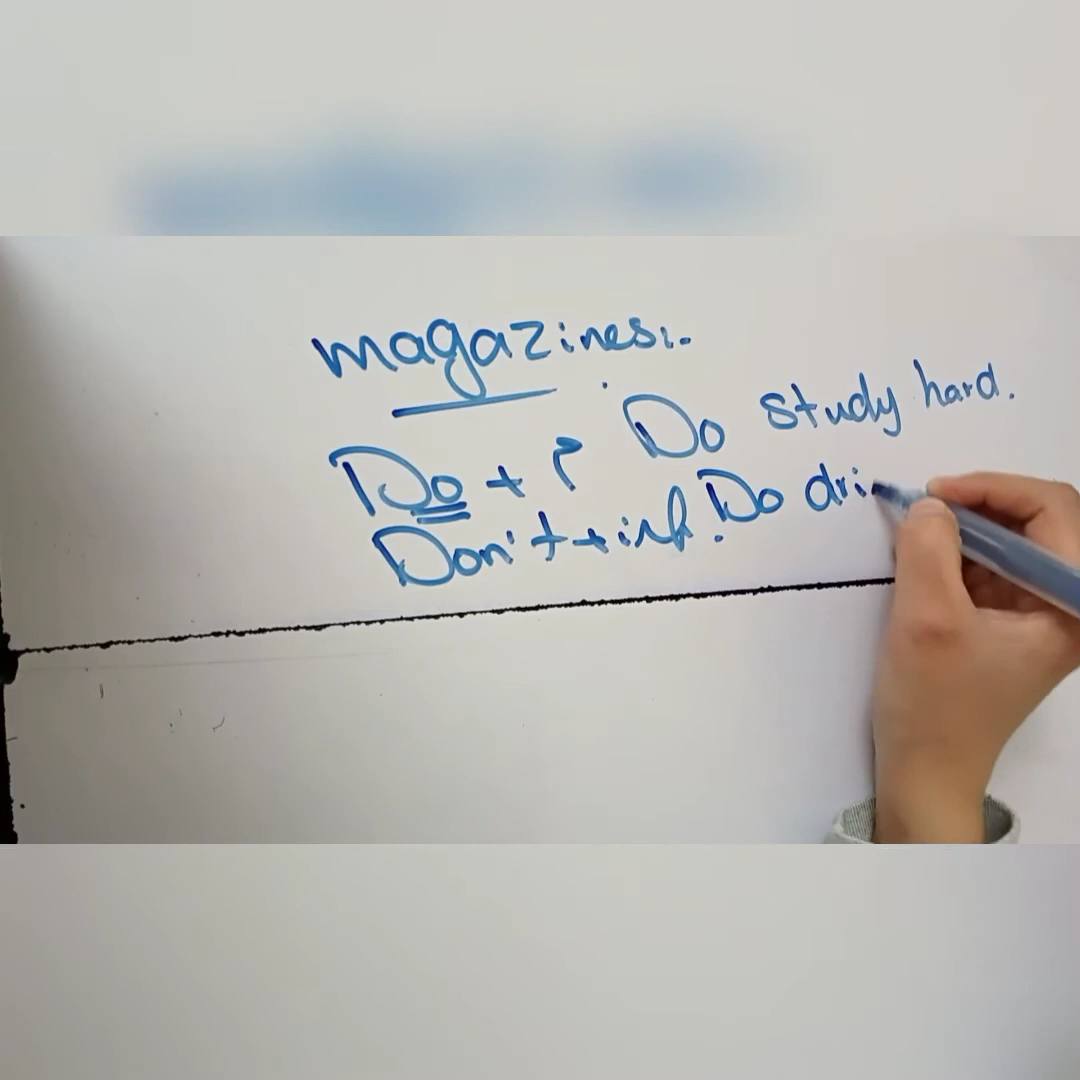 magazines:.
Do + م Do study hard.
Don't + inf. Do dri